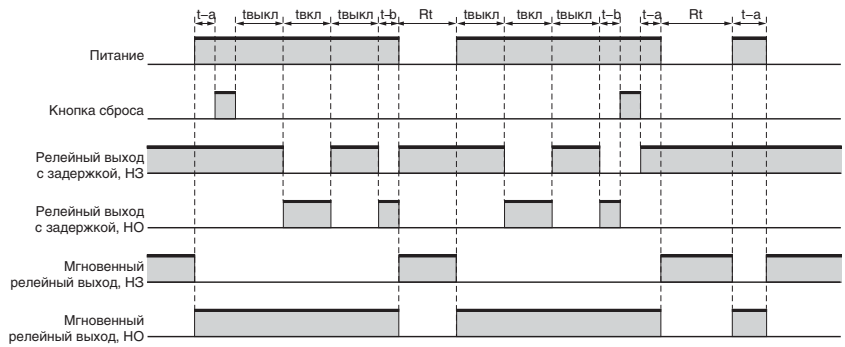 t–a tвыкл tвкл tвыкл t–b Rt tвыкл tвкл tвыкл t–b t–a Rt t–a
Питание
Кнопка сброса
Релейный выход
с задержкой, НЗ
Релейный выход
с задержкой, НО
Мгновенный
релейный выход, НЗ
Мгновенный
релейный выход, НО